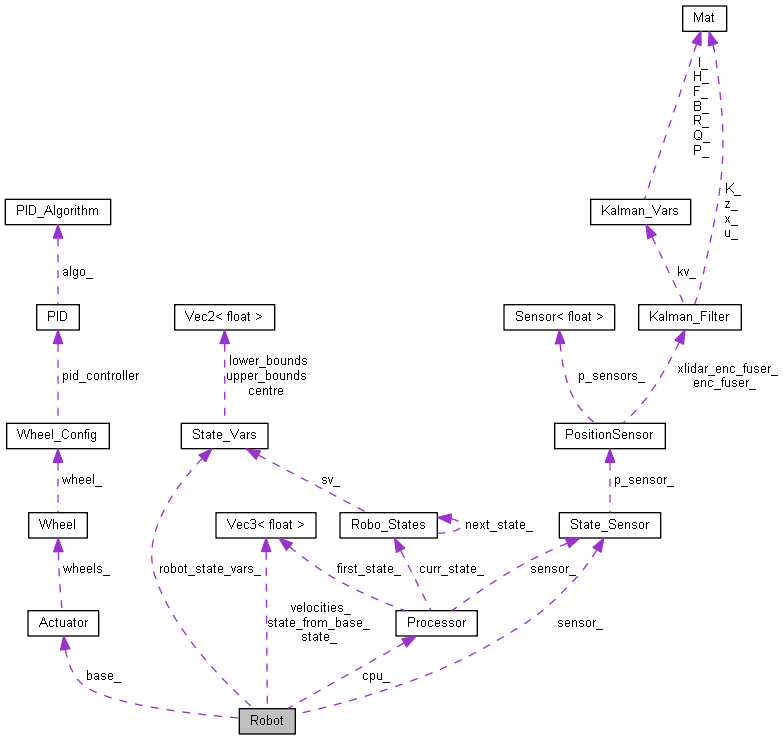 Mat
I_
H_
F_
B_
R_
Q_
P_
PID_Algorithm
Kalman_Vars
K_
z_
x_
u_
algo_
kv_
PID
Vec2< float >
Sensor< float >
Kalman_Filter
pid_controller
lower_bounds
upper_bounds
centre
p_sensors_
xlidar_enc_fuser_
enc_fuser_
Wheel_Config
State_Vars
PositionSensor
wheel_
sv_
p_sensor_
Wheel
Vec3< float >
Robo_States
next_state_
State_Sensor
wheels_
robot_state_vars_
first_state_
curr_state_
sensor_
Actuator
velocities_
state_from_base_
state_
Processor
sensor_
base_
cpu_
Robot